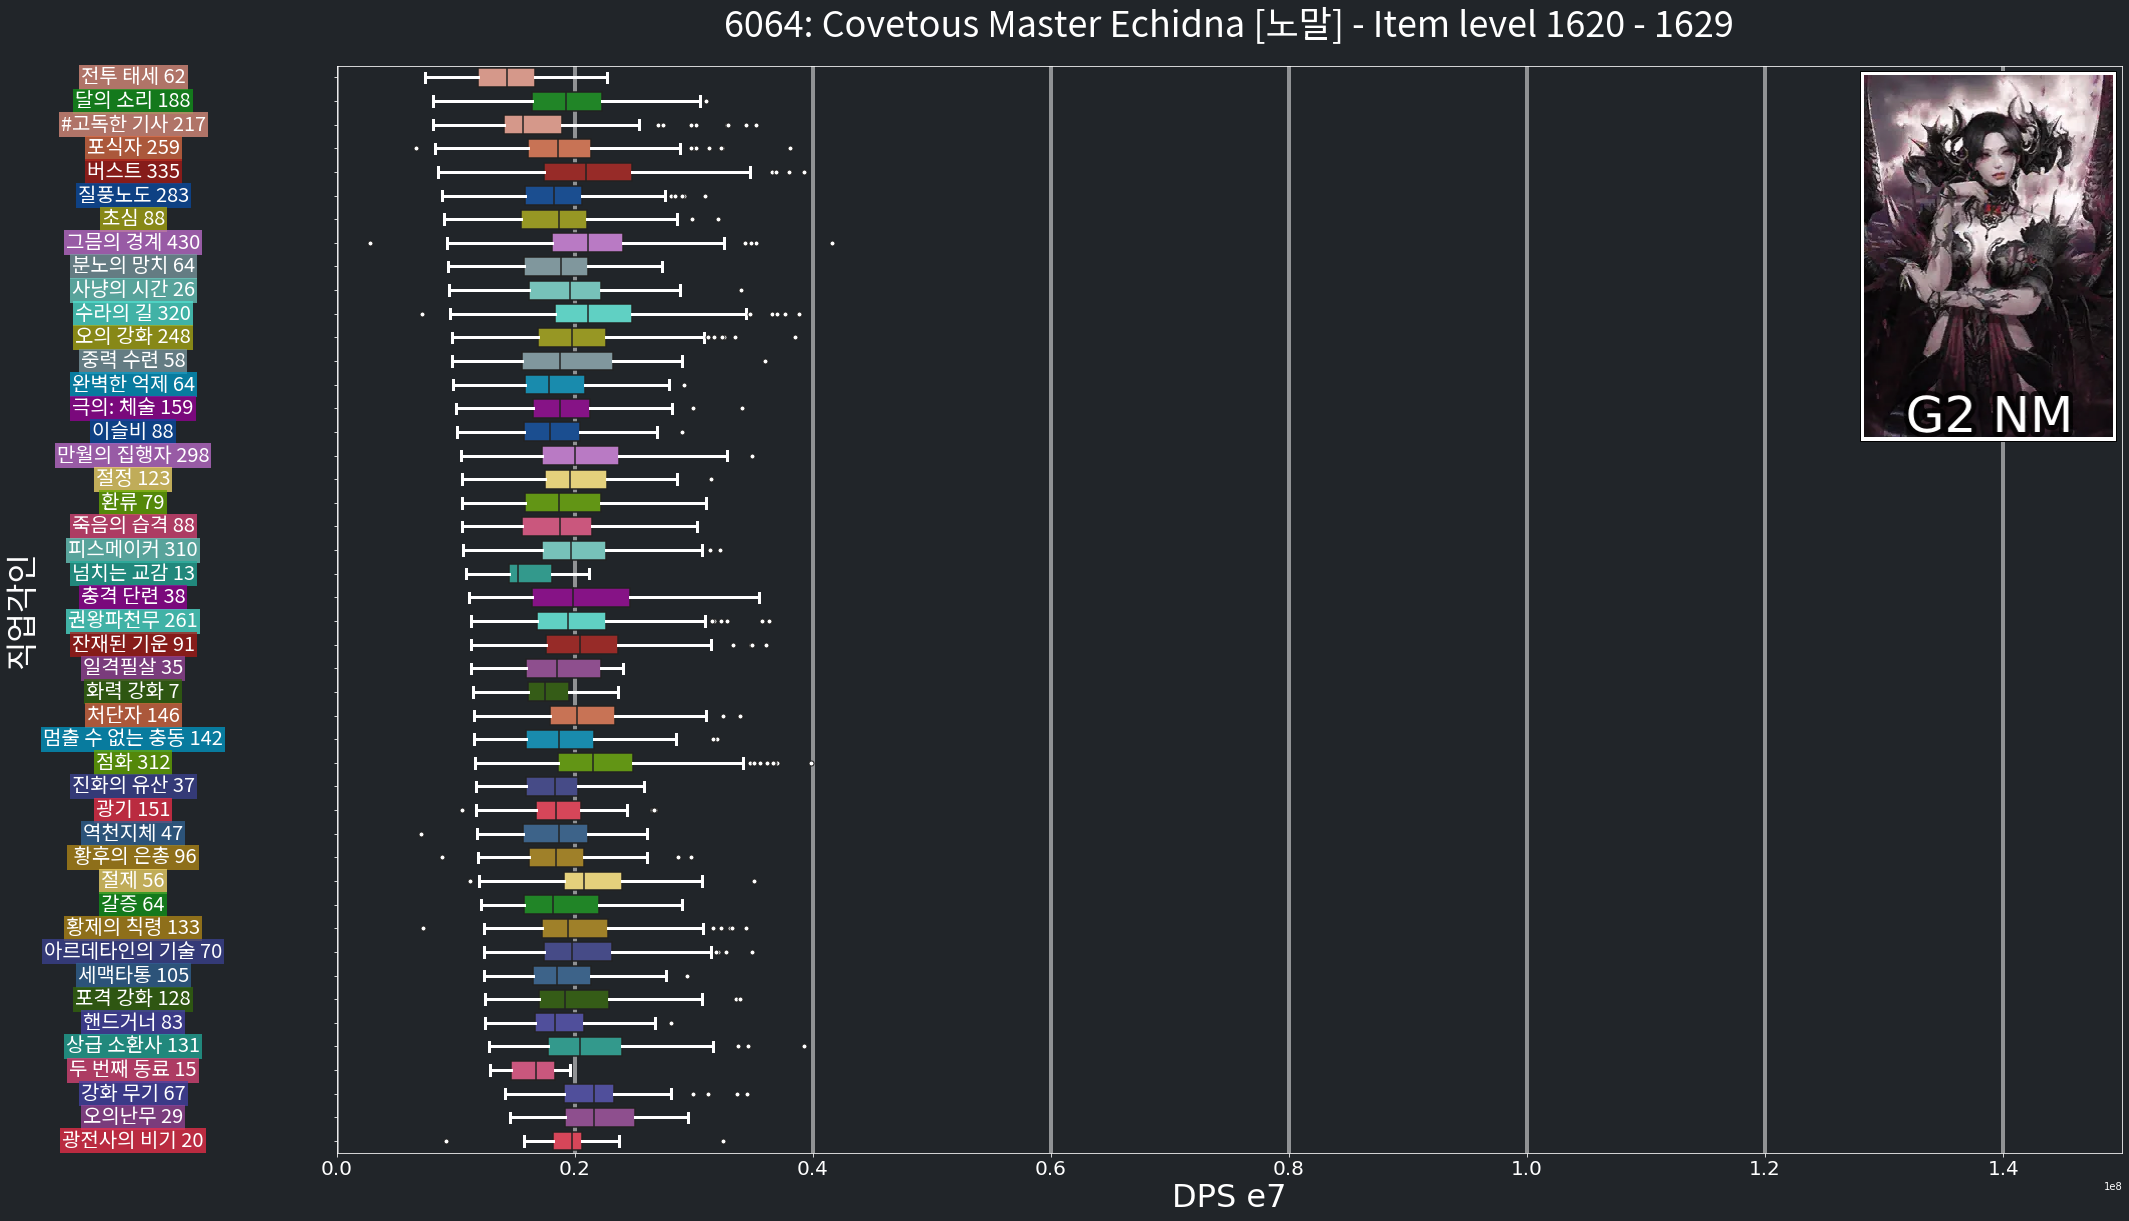 6064: Covetous Master Echidna [노말] - Item level 1620 - 1629
전투 태세 62
달의 소리 188
#고독한 기사 217
포식자 259
버스트 335
질풍노도 283
초심 88
그믐의 경계 430
분노의 망치 64
사냥의 시간 26
수라의 길 320
오의 강화 248
중력 수련 58
완벽한 억제 64
극의: 체술 159
이슬비 88
만월의 집행자 298
절정 123
환류 79
죽음의 습격 88
피스메이커 310
넘치는 교감 13
충격 단련 38
권왕파천무 261
잔재된 기운 91
일격필살 35
화력 강화 7
처단자 146
멈출 수 없는 충동 142
점화 312
진화의 유산 37
광기 151
역천지체 47
황후의 은총 96
절제 56
갈증 64
황제의 칙령 133
아르데타인의 기술 70
세맥타통 105
포격 강화 128
핸드거너 83
상급 소환사 131
두 번째 동료 15
강화 무기 67
오의난무 29
광전사의 비기 20
직업각인
G2 NM
0.0 0.2 0.4 0.6 0.8 1.0 1.2 1.4
1e8
DPS e7